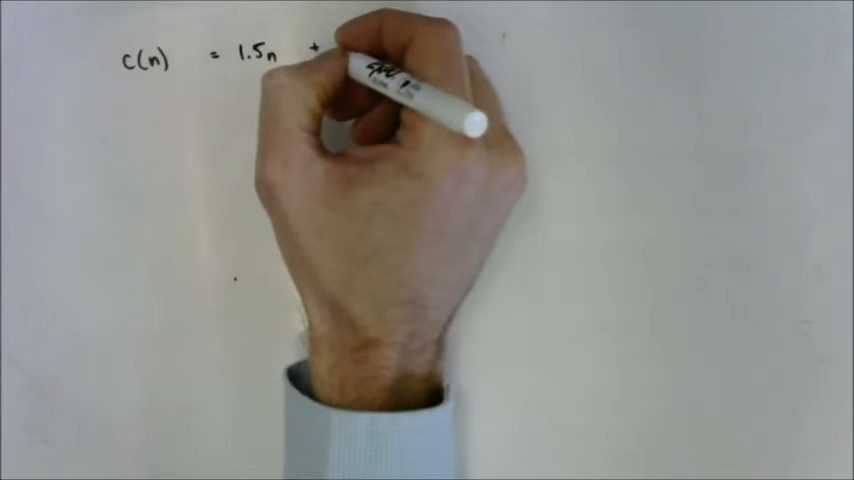 c(n) = 1.5n +